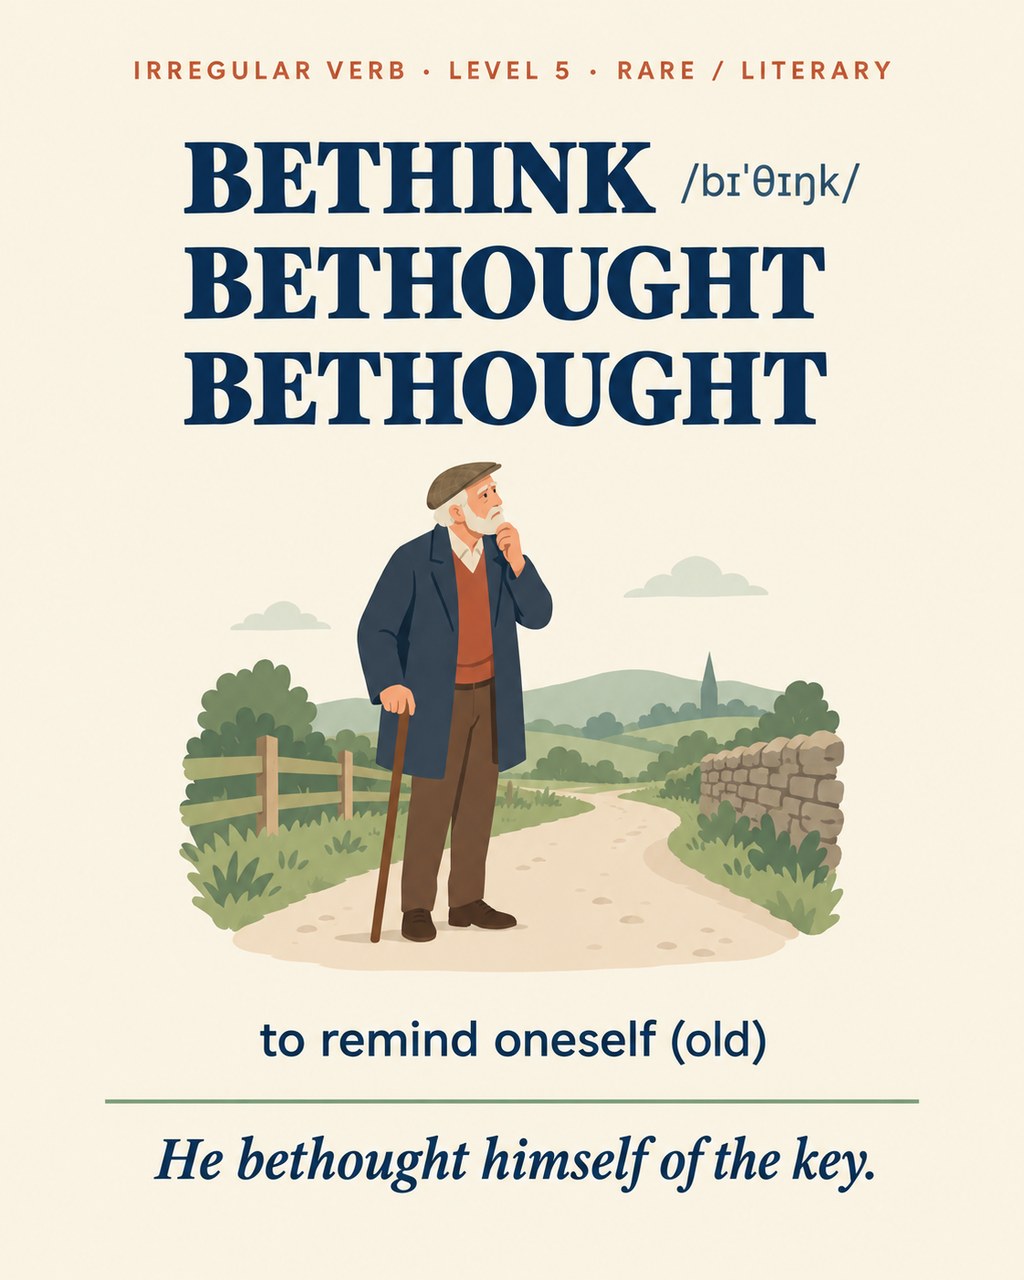 IRREGULAR VERB · LEVEL 5 · RARE / LITERARY
BETHINK /bɪˈθɪŋk/
BETHOUGHT
BETHOUGHT
to remind oneself (old)
He bethought himself of the key.